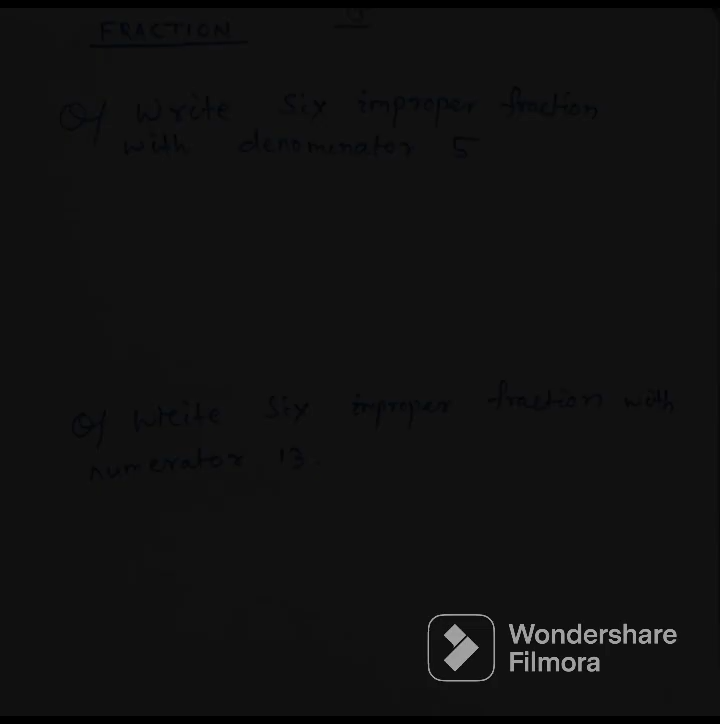 FRACTION
Q/ Write Six improper fraction
with denominator 5
Q/ Write Six improper fraction with
numerator 13.
Wondershare
Filmora